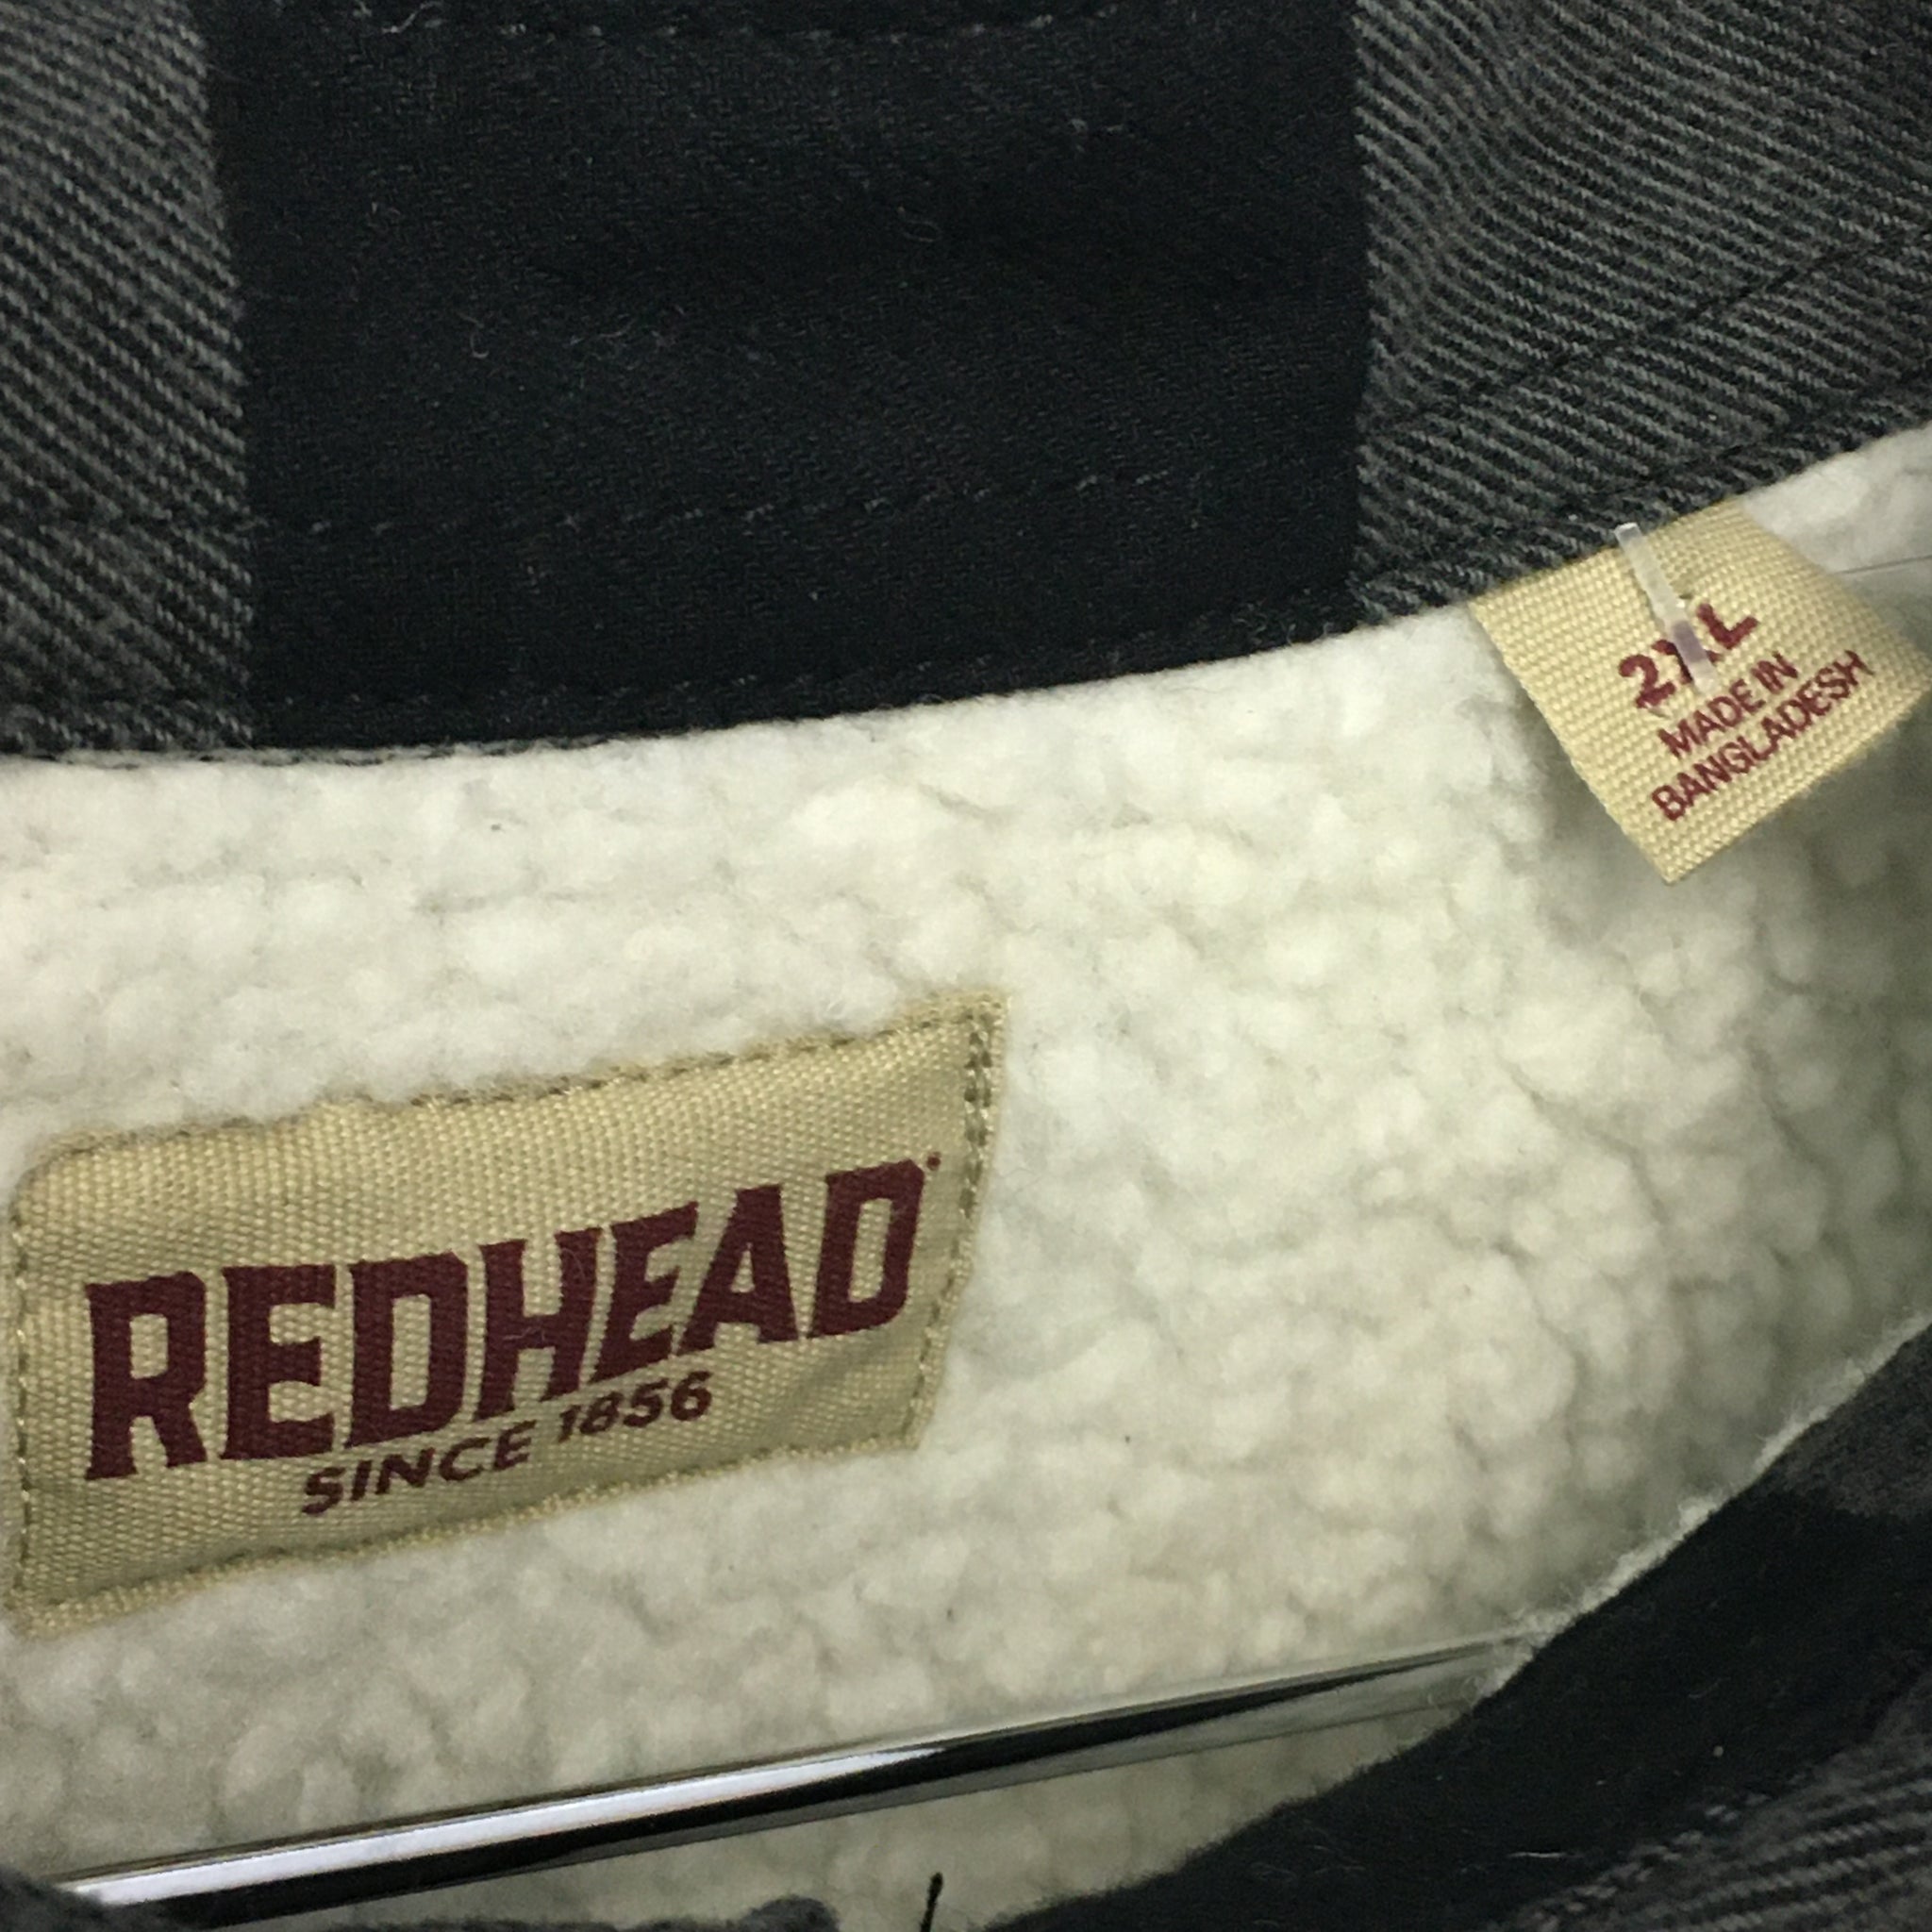 2XL
MADE IN
BANGLADESH
REDHEAD
SINCE 1856